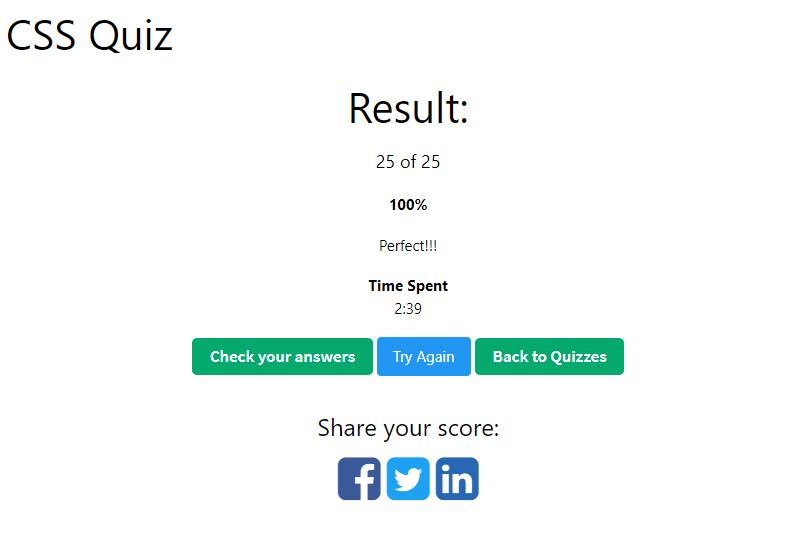 CSS Quiz
Result:
25 of 25
100%
Perfect!!!
Time Spent
2:39
Check your answers Try Again Back to Quizzes
Share your score: